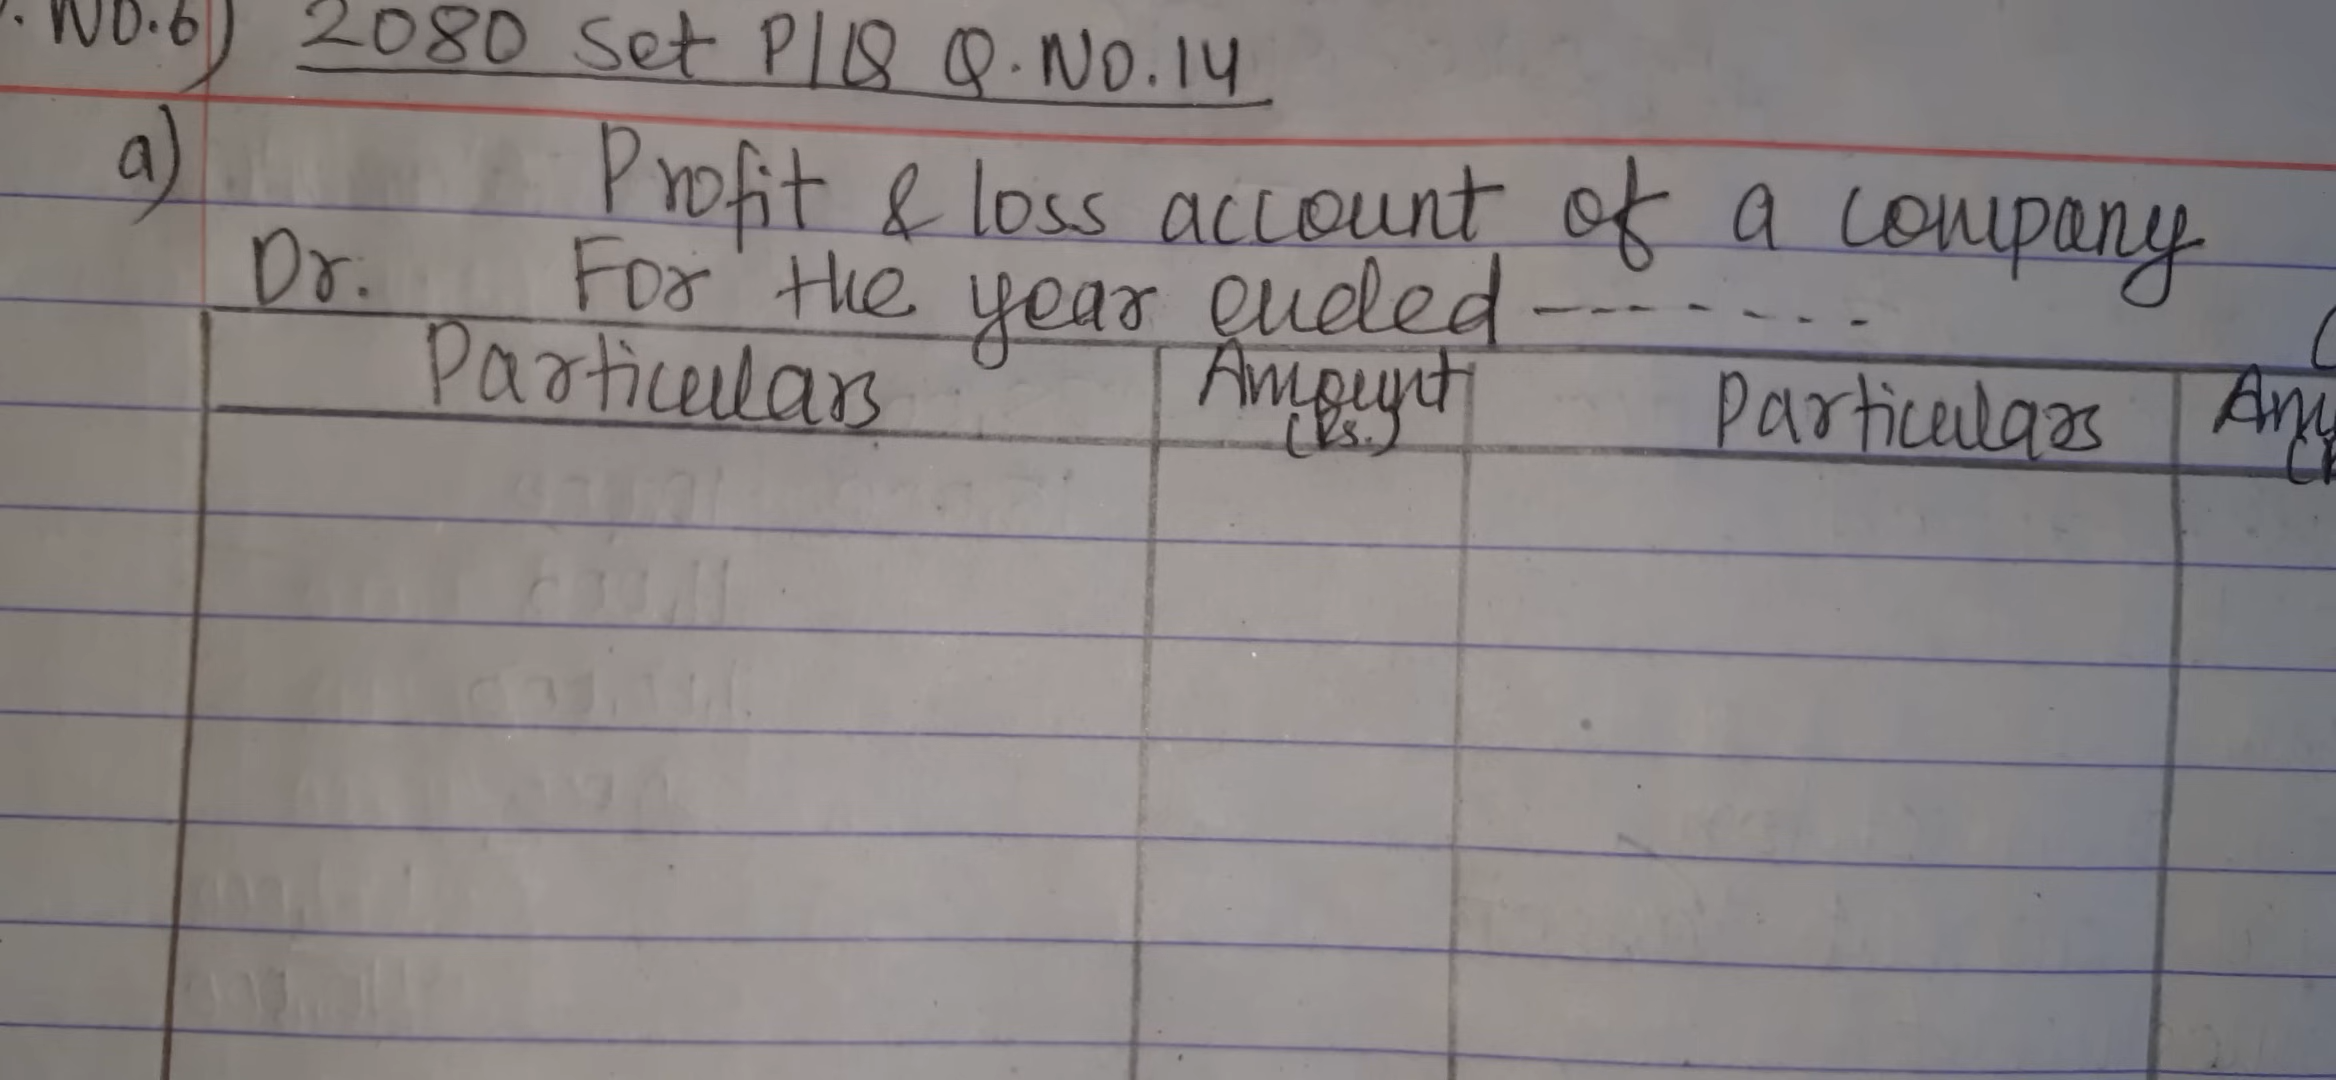 . No.6) 2080 Set P/Q Q.No.14
a) Profit & loss account of a company
Dr. For the year ended -------
Particulars Amount (Rs.) Particulars